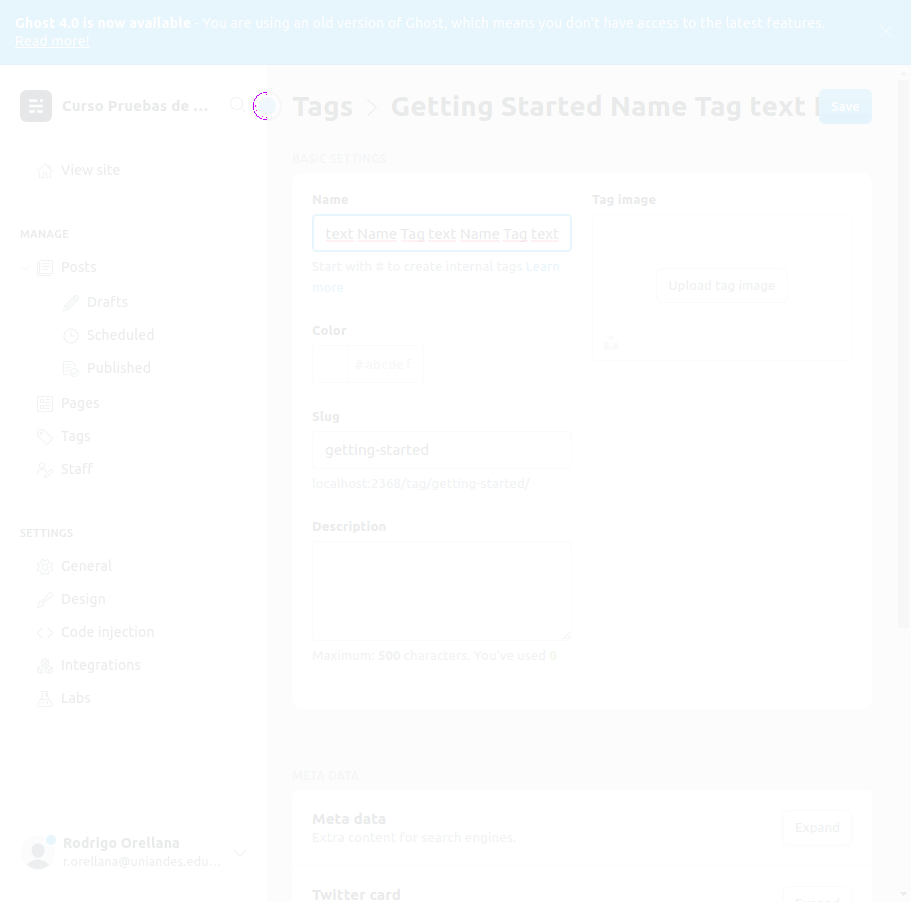 Ghost 4.0 is now available - You are using an old version of Ghost, which means you don't have access to the latest features.
Read more!
Curso Pruebas de ...
Tags > Getting Started Name Tag text
Save
View site
BASIC SETTINGS
Name
Tag image
MANAGE
text Name Tag text Name Tag text
Posts
Start with # to create internal tags Learn
more
Upload tag image
Drafts
Color
Scheduled
# abcdef
Published
Pages
Slug
Tags
getting-started
Staff
localhost:2368/tag/getting-started/
SETTINGS
Description
General
Design
Code injection
Maximum: 500 characters. You've used 0
Integrations
Labs
META DATA
Meta data
Expand
Extra content for search engines.
Rodrigo Orellana
r.orellana@uniandes.edu...
Twitter card
Expand